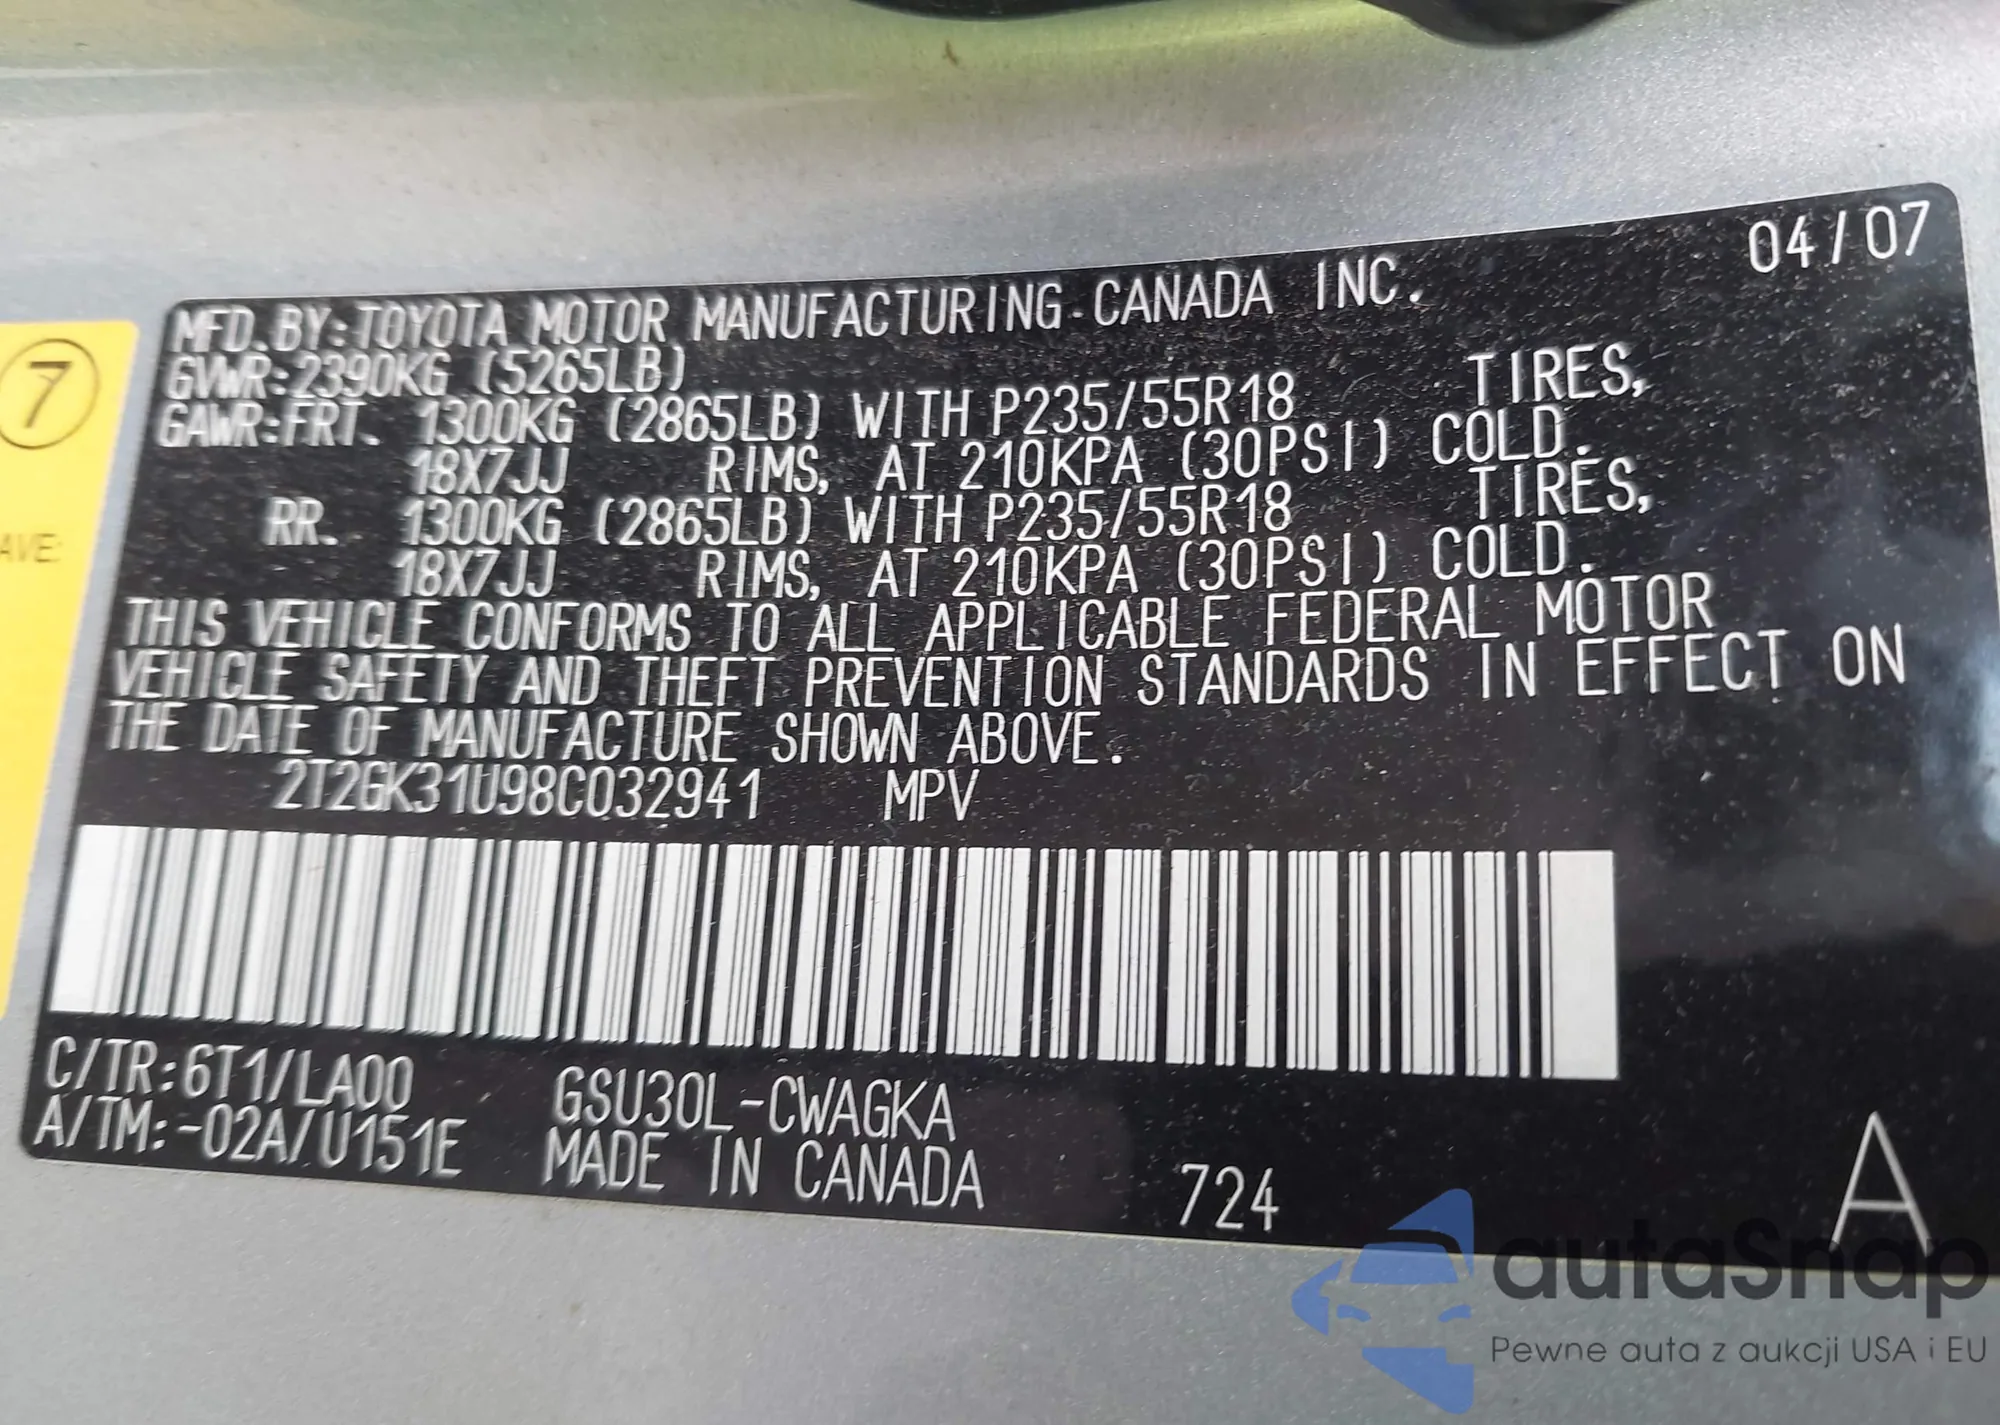 04/07
MFD. BY: TOYOTA MOTOR MANUFACTURING CANADA INC.
GVWR: 2390KG (5265LB)
GAWR: FRT. 1300KG (2865LB) WITH P235/55R18 TIRES,
18X7JJ RIMS, AT 210KPA (30PSI) COLD.
RR. 1300KG (2865LB) WITH P235/55R18 TIRES,
18X7JJ RIMS, AT 210KPA (30PSI) COLD.
THIS VEHICLE CONFORMS TO ALL APPLICABLE FEDERAL MOTOR
VEHICLE SAFETY AND THEFT PREVENTION STANDARDS IN EFFECT ON
THE DATE OF MANUFACTURE SHOWN ABOVE.
2T2GK31U98C032941 MPV
C/TR:6T1/LA00 GSU30L-CWAGKA
A/TM:-02A/U151E MADE IN CANADA 724 A
7
AVE:
autaSnap
Pewne auta z aukcji USA i EU